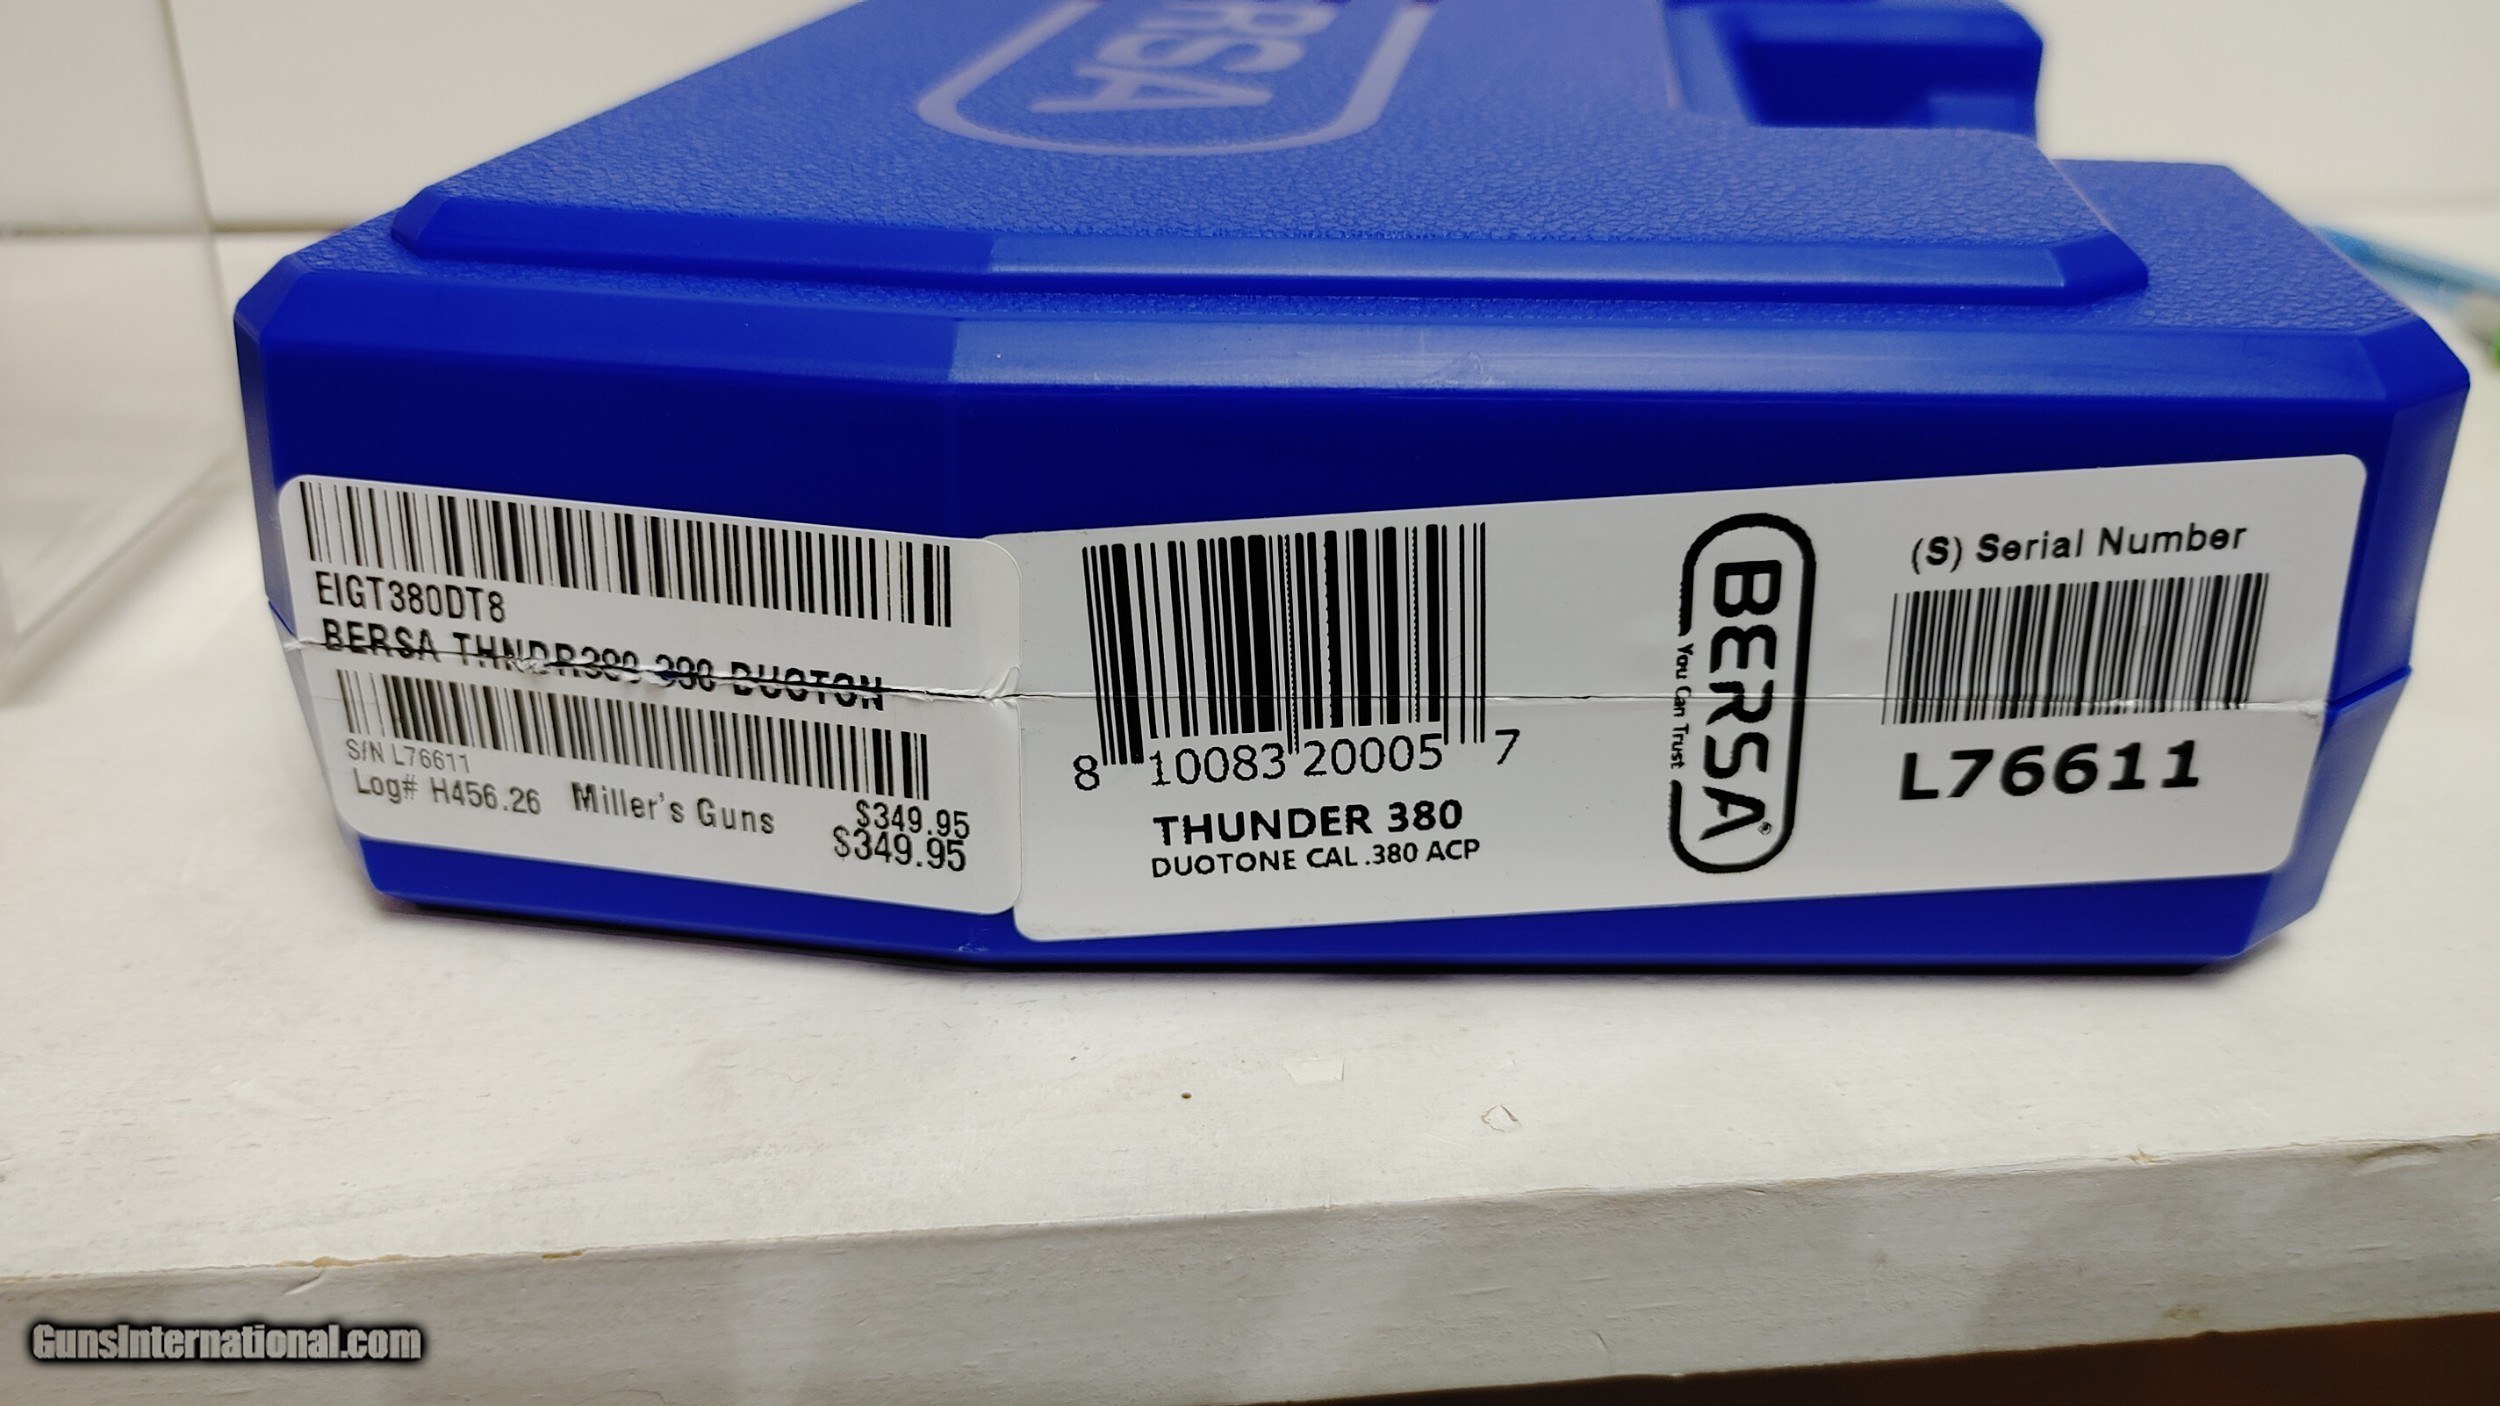 RSA
EIGT380DT8
BERSA THNDR380 380 DUOTON
S/N L76611
Log# H456.26 Miller's Guns $349.95
$349.95
8 10083 20005 7
THUNDER 380
DUOTONE CAL .380 ACP
BERSA®
You Can Trust
(S) Serial Number
L76611
GunsInternational.com